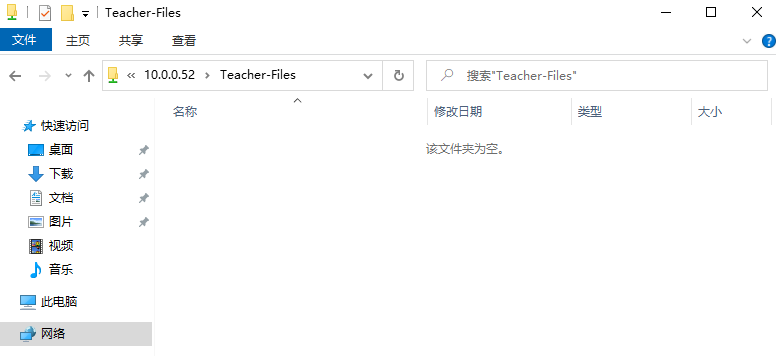 Teacher-Files
文件 主页 共享 查看
« 10.0.0.52 › Teacher-Files
搜索"Teacher-Files"
名称 修改日期 类型 大小
该文件夹为空。
快速访问
桌面
下载
文档
图片
视频
音乐
此电脑
网络